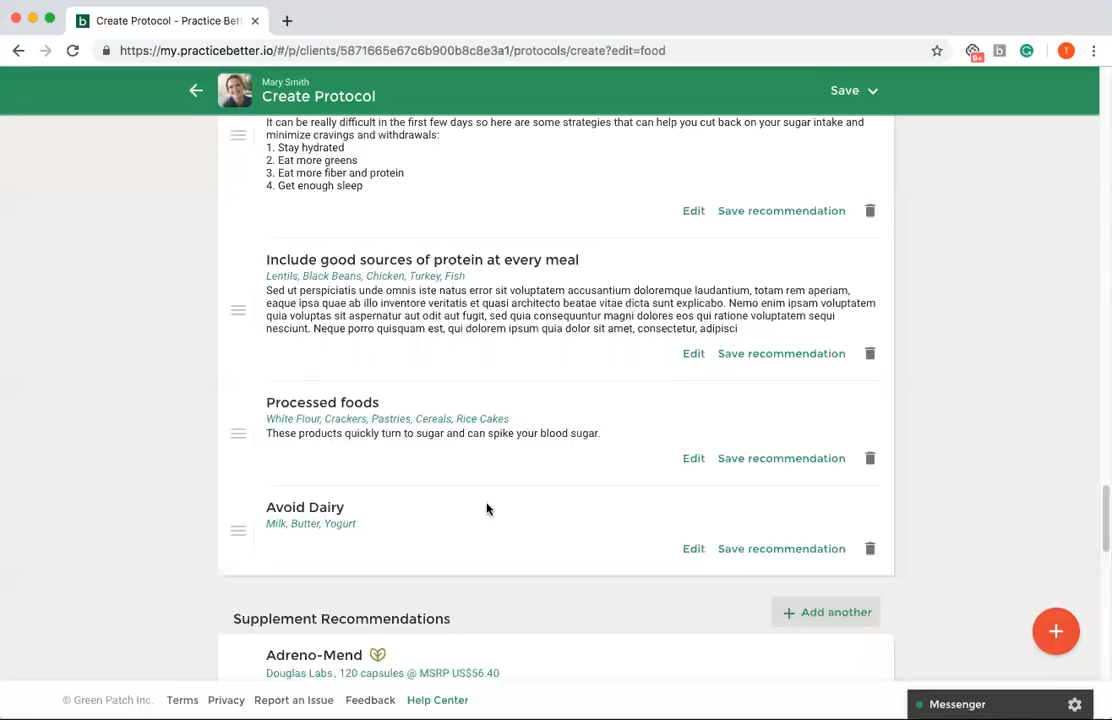 Create Protocol - Practice Bett
https://my.practicebetter.io/#/p/clients/5871665e67c6b900b8c8e3a1/protocols/create?edit=food
9+
b
T
Mary Smith
Create Protocol
Save
It can be really difficult in the first few days so here are some strategies that can help you cut back on your sugar intake and
minimize cravings and withdrawals:
1. Stay hydrated
2. Eat more greens
3. Eat more fiber and protein
4. Get enough sleep
Edit Save recommendation
Include good sources of protein at every meal
Lentils, Black Beans, Chicken, Turkey, Fish
Sed ut perspiciatis unde omnis iste natus error sit voluptatem accusantium doloremque laudantium, totam rem aperiam,
eaque ipsa quae ab illo inventore veritatis et quasi architecto beatae vitae dicta sunt explicabo. Nemo enim ipsam voluptatem
quia voluptas sit aspernatur aut odit aut fugit, sed quia consequuntur magni dolores eos qui ratione voluptatem sequi
nesciunt. Neque porro quisquam est, qui dolorem ipsum quia dolor sit amet, consectetur, adipisci
Edit Save recommendation
Processed foods
White Flour, Crackers, Pastries, Cereals, Rice Cakes
These products quickly turn to sugar and can spike your blood sugar.
Edit Save recommendation
Avoid Dairy
Milk, Butter, Yogurt
Edit Save recommendation
Supplement Recommendations
+ Add another
Adreno-Mend
Douglas Labs, 120 capsules @ MSRP US$56.40
© Green Patch Inc. Terms Privacy Report an Issue Feedback Help Center
Messenger